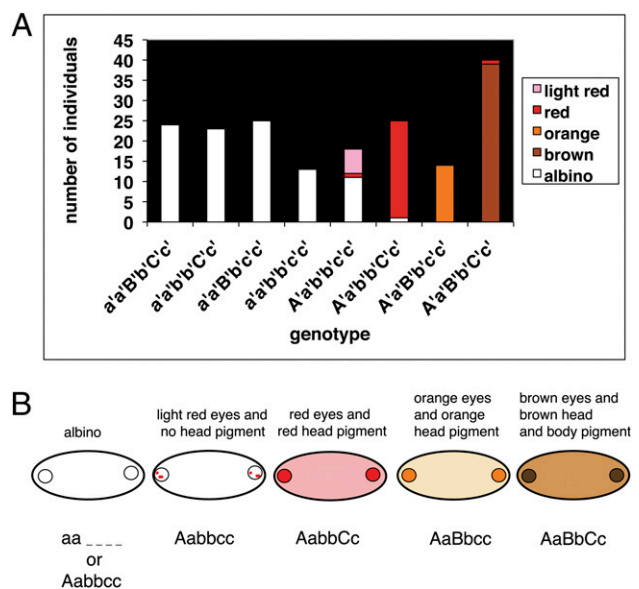 A
number of individuals
45
40
35
30
25
20
15
10
5
0
light red
red
orange
brown
albino
a'a'B'b'C'c'
a'a'b'b'C'c'
a'a'B'b'c'c'
a'a'b'b'c'c'
A'a'b'b'c'c'
A'a'b'b'C'c'
A'a'B'b'c'c'
A'a'B'b'C'c'
genotype
B
albino
light red eyes and
no head pigment
red eyes and
red head pigment
orange eyes
and orange
head pigment
brown eyes and
brown head
and body pigment
aa _ _ _ _
or
Aabbcc
Aabbcc
AabbCc
AaBbcc
AaBbCc